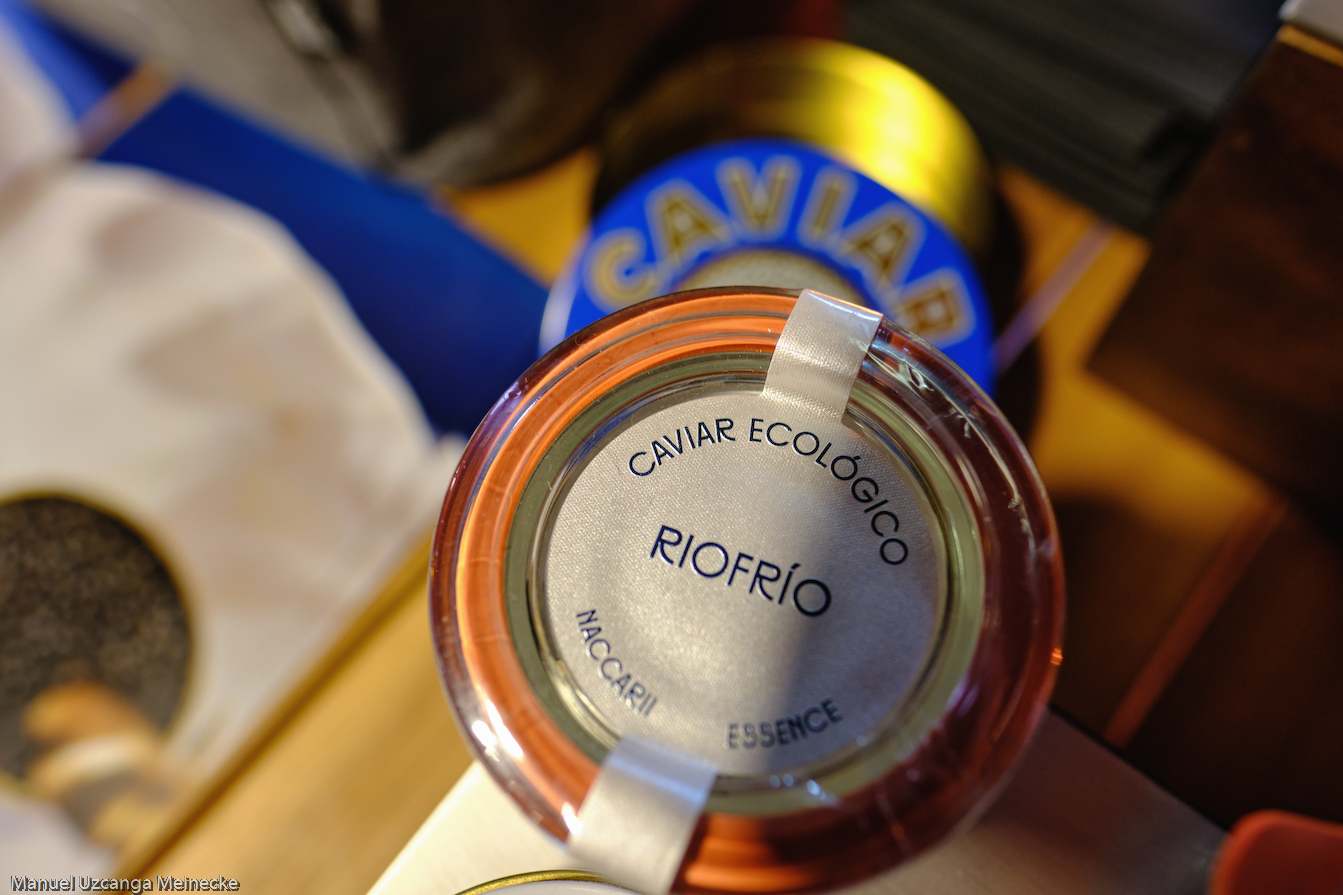 CAVIAR
CAVIAR ECOLÓGICO
RIOFRÍO
NACCARII
ESSENCE
Manuel Uzcanga Meinecke